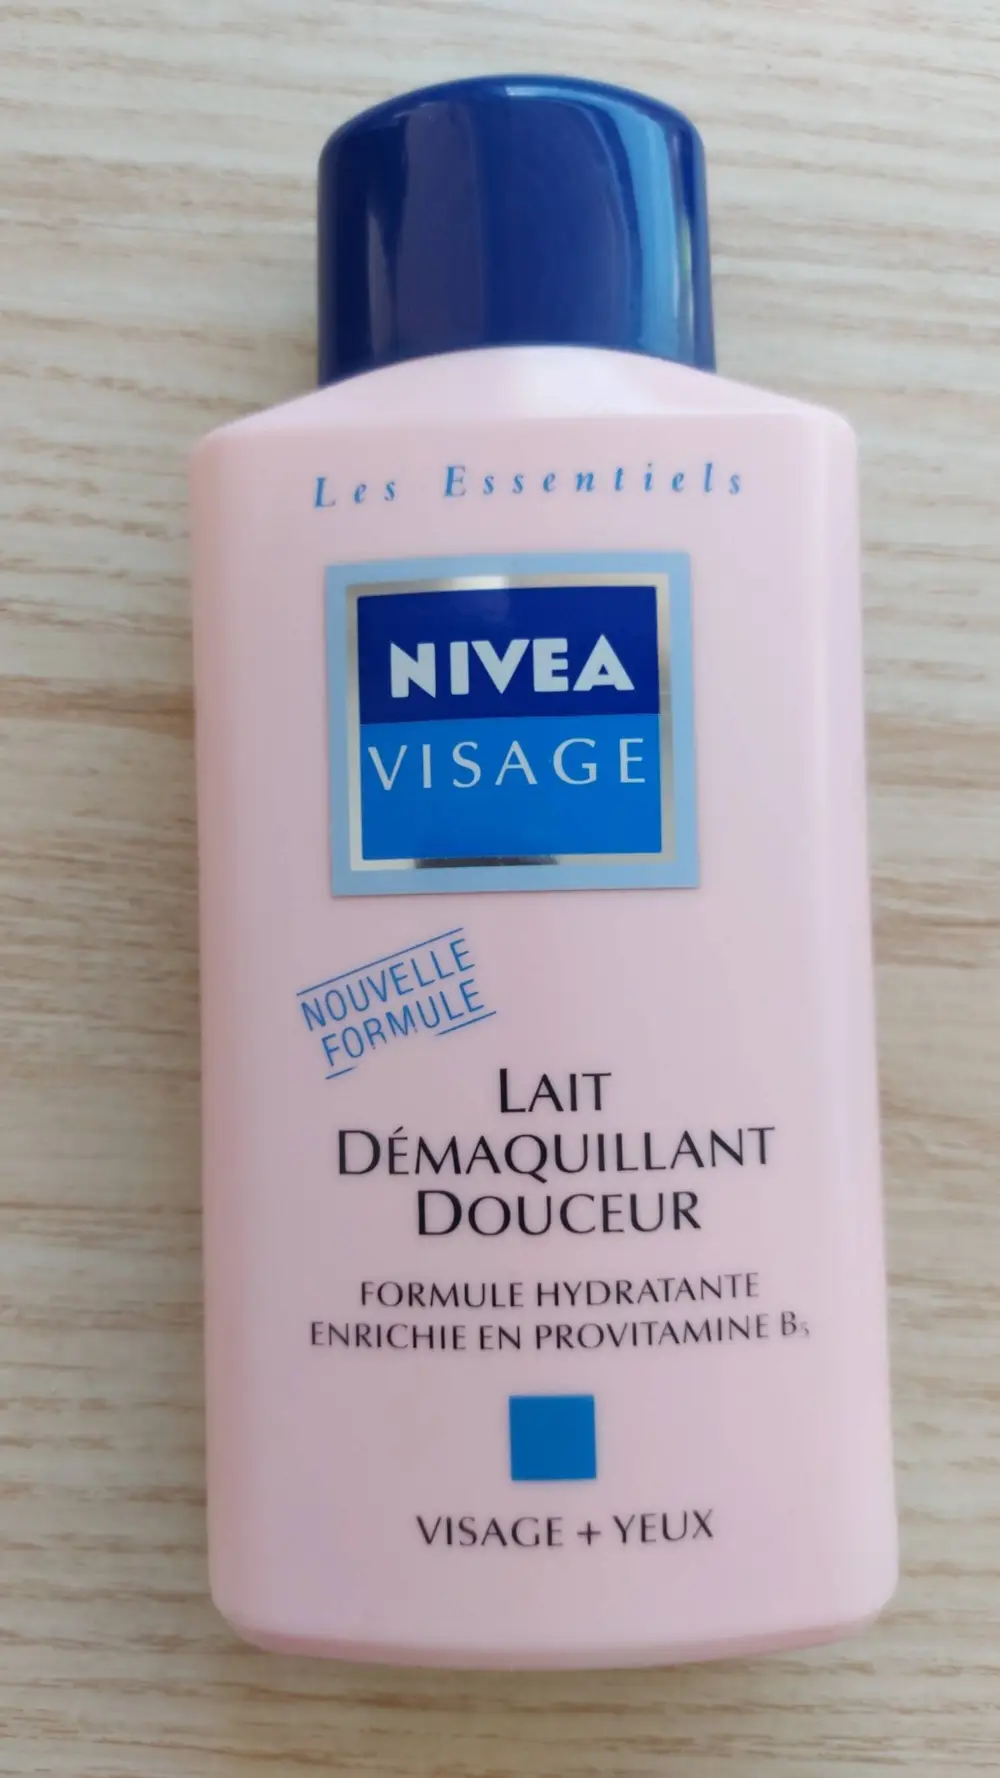 Les Essentiels
NIVEA
VISAGE
NOUVELLE
FORMULE
LAIT
DÉMAQUILLANT
DOUCEUR
FORMULE HYDRATANTE
ENRICHIE EN PROVITAMINE B5
VISAGE + YEUX